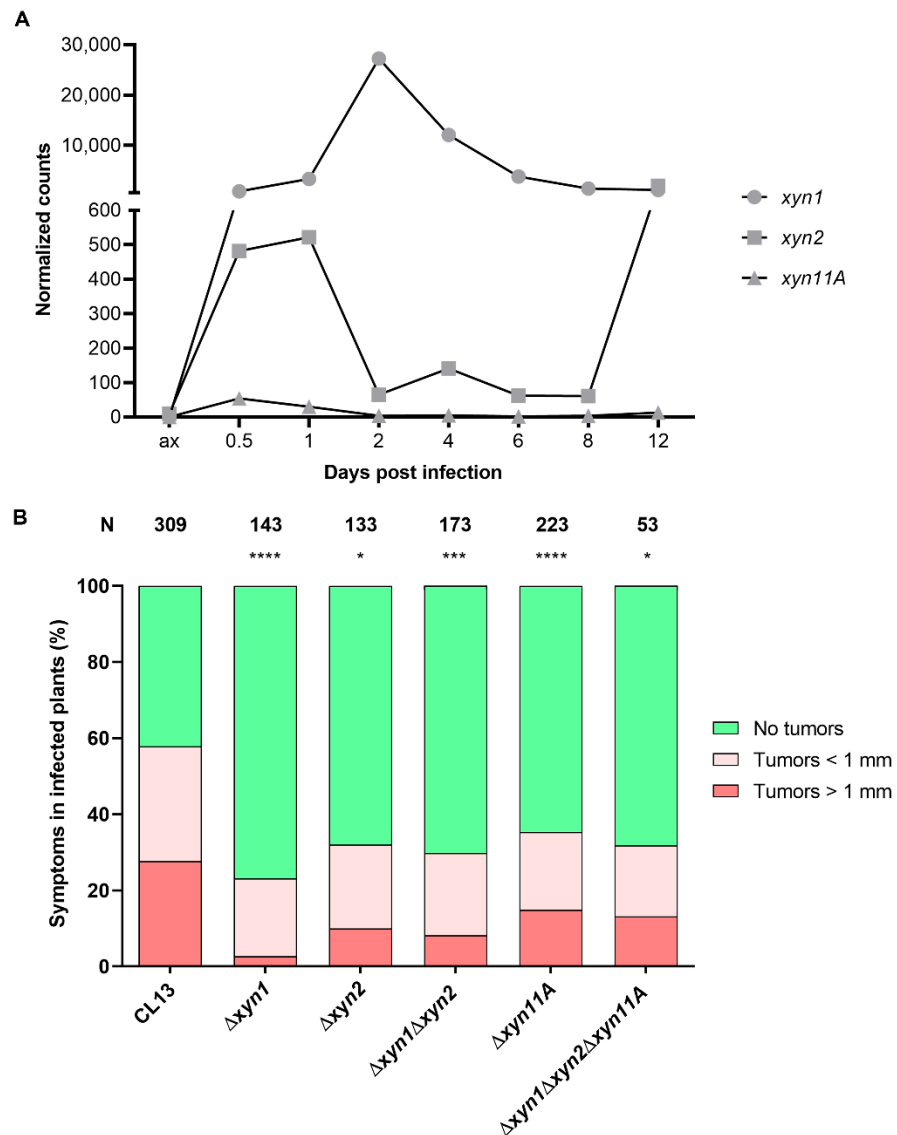 A
30,000
20,000
10,000
600
500
400
300
200
100
0
Normalized counts
ax 0.5 1 2 4 6 8 12
Days post infection
xyn1
xyn2
xyn11A
B
N 309 143 133 173 223 53
**** * *** **** *
100
80
60
40
20
0
Symptoms in infected plants (%)
No tumors
Tumors < 1 mm
Tumors > 1 mm
CL13
Δxyn1
Δxyn2
Δxyn1Δxyn2
Δxyn11A
Δxyn1Δxyn2Δxyn11A